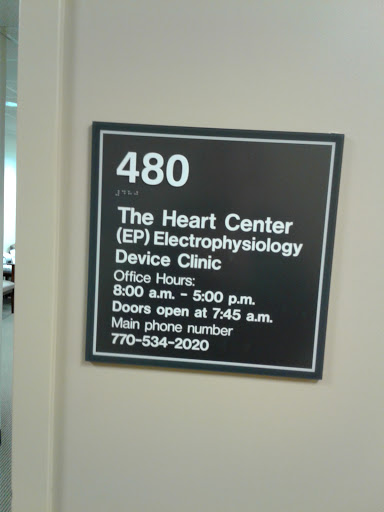 480
The Heart Center
(EP) Electrophysiology
Device Clinic
Office Hours:
8:00 a.m. - 5:00 p.m.
Doors open at 7:45 a.m.
Main phone number
770-534-2020